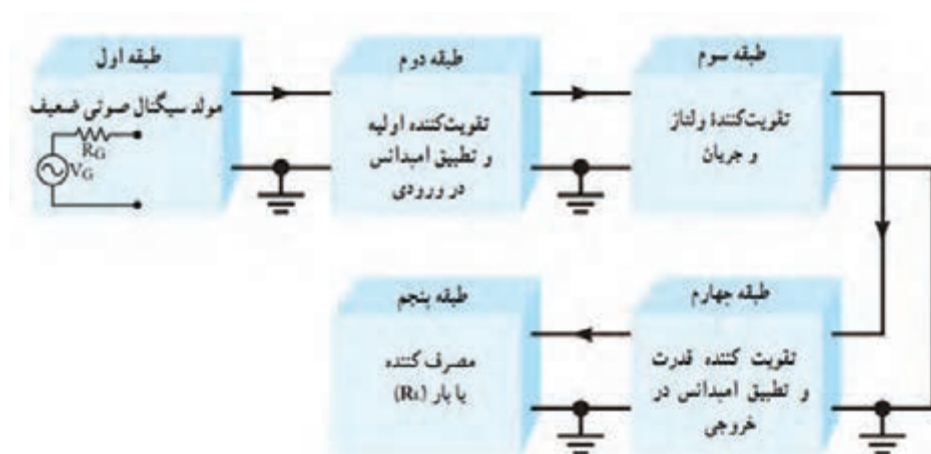 طبقه اول
مولد سیگنال صوتی ضعیف
RG
VG
طبقه دوم
تقویت‌کننده اولیه
و تطبیق امپدانس
در ورودی
طبقه سوم
تقویت‌کنندهٔ ولتاژ
و جریان
طبقه چهارم
تقویت کننده قدرت
و تطبیق امپدانس در
خروجی
طبقه پنجم
مصرف کننده
یا بار (RL)